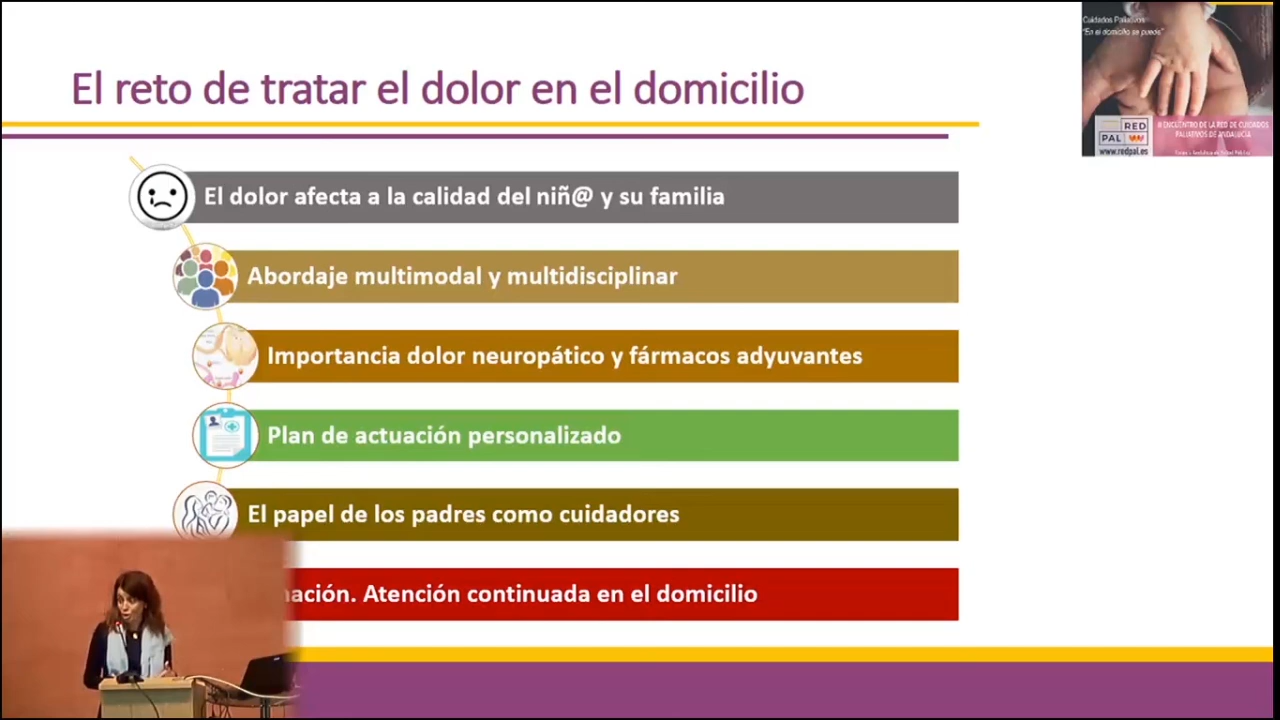 El reto de tratar el dolor en el domicilio
Cuidados Paliativos
"En el domicilio se puede"
RED
PAL
www.redpal.es
ENCUENTRO DE LA RED DE CUIDADOS
PALIATIVOS DE ANDALUCÍA
El dolor afecta a la calidad del niñ@ y su familia
Abordaje multimodal y multidisciplinar
Importancia dolor neuropático y fármacos adyuvantes
Plan de actuación personalizado
El papel de los padres como cuidadores
Atención continuada en el domicilio